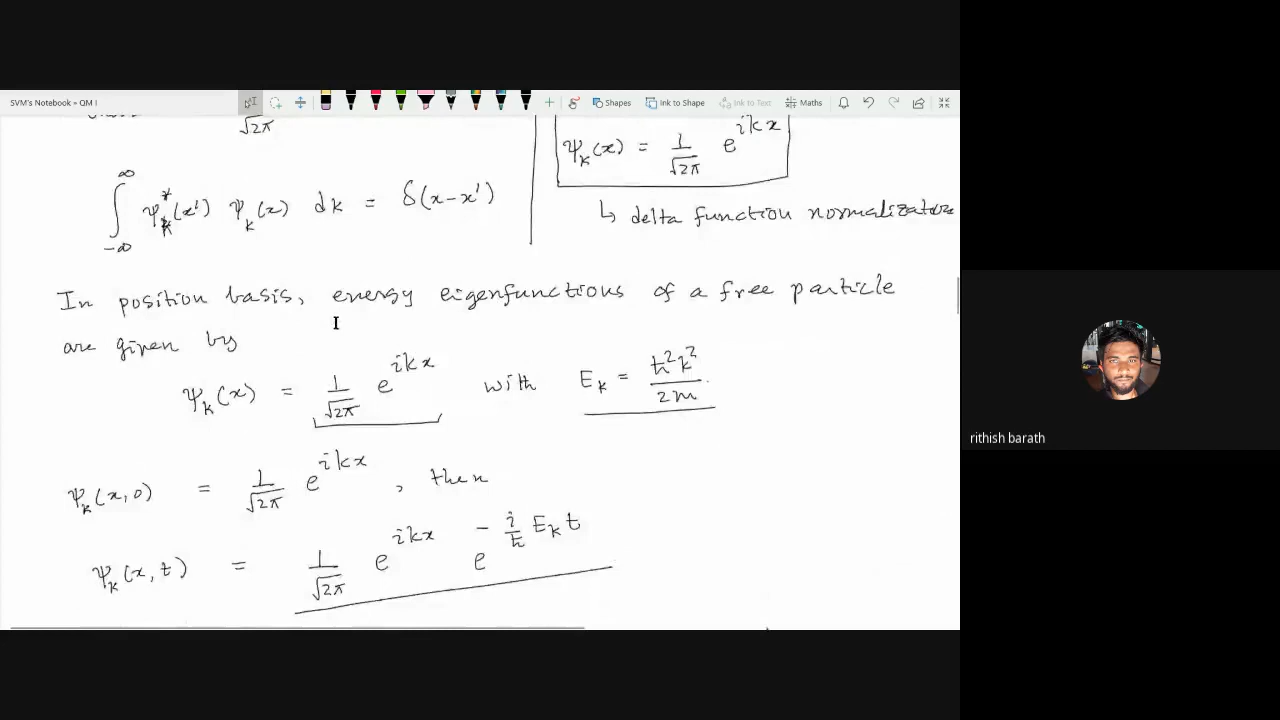 SVM's Notebook » QM I
Shapes Ink to Shape Ink to Text Maths
√2π
ψₖ(x) = 1/√2π e^{ikx}
∫_{-∞}^{∞} ψₖ*(x') ψₖ(x) dk = δ(x-x')
↳ delta function normalization
In position basis, energy eigenfunctions of a free particle
are given by
ψₖ(x) = 1/√2π e^{ikx} with Eₖ = ħ²k²/2m.
ψₖ(x,0) = 1/√2π e^{ikx}, then
ψₖ(x,t) = 1/√2π e^{ikx} e^{-i/ħ Eₖt}
rithish barath